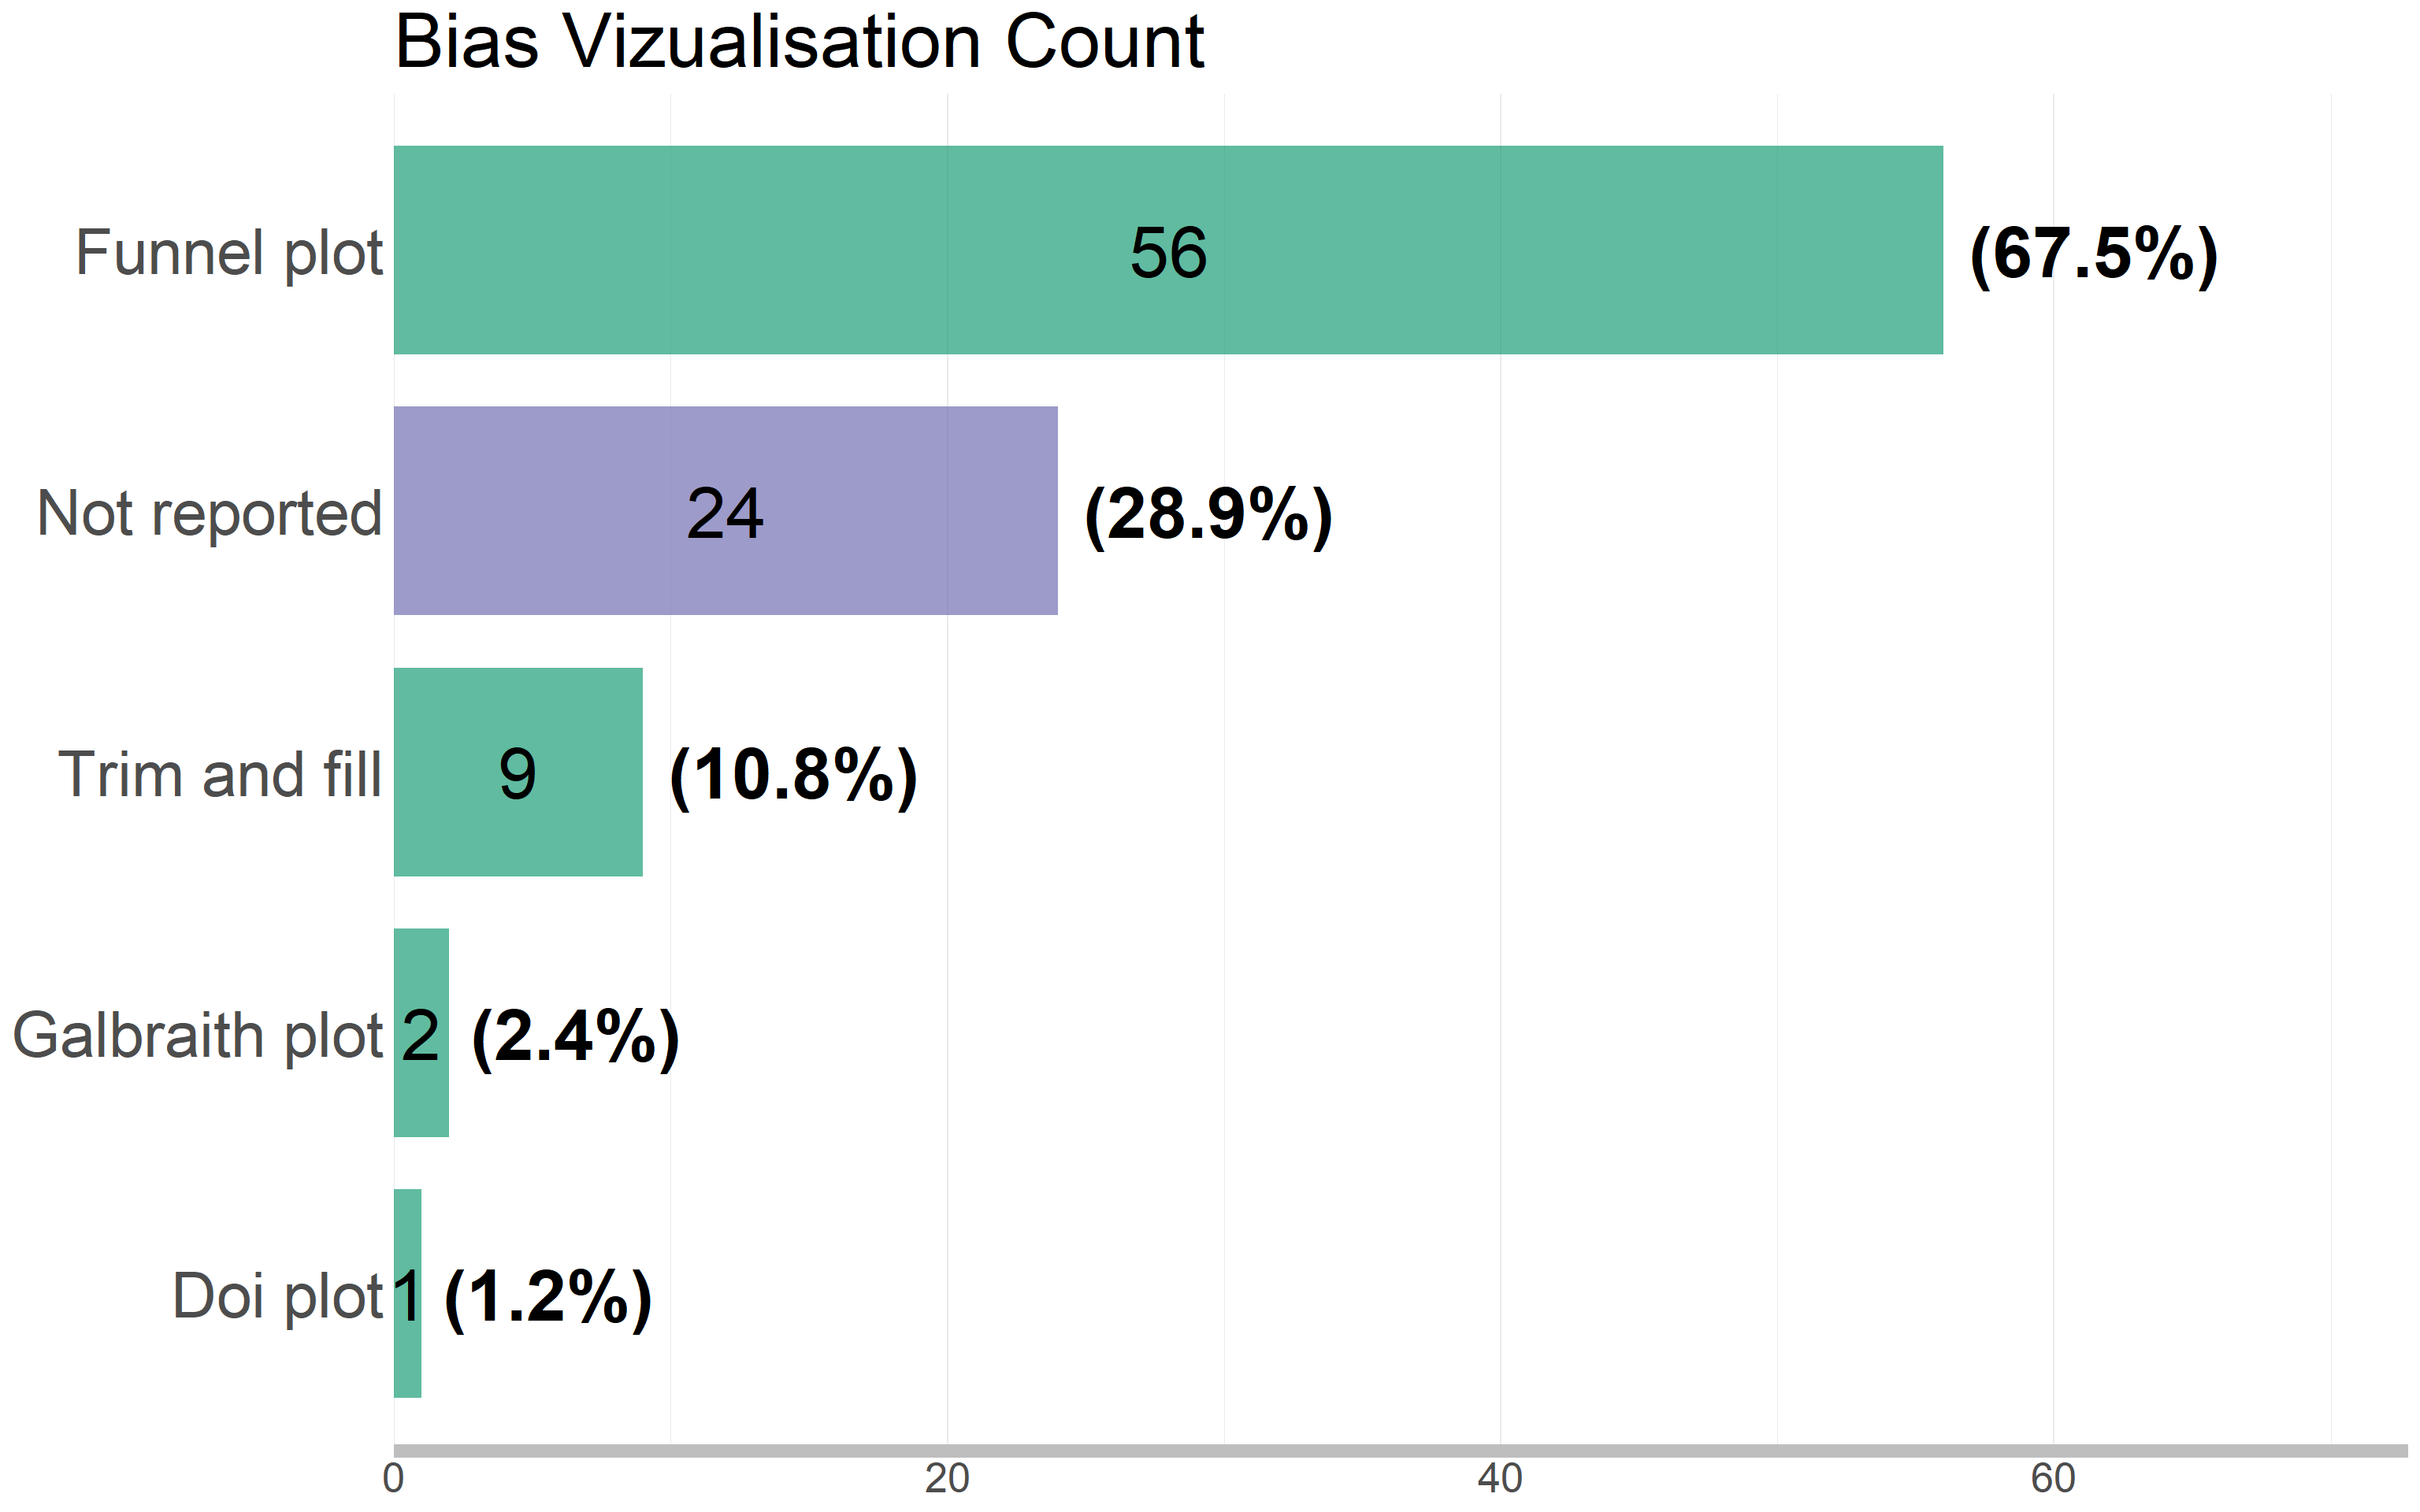 Bias Vizualisation Count
Funnel plot 56 (67.5%)
Not reported 24 (28.9%)
Trim and fill 9 (10.8%)
Galbraith plot 2 (2.4%)
Doi plot 1 (1.2%)
0 20 40 60